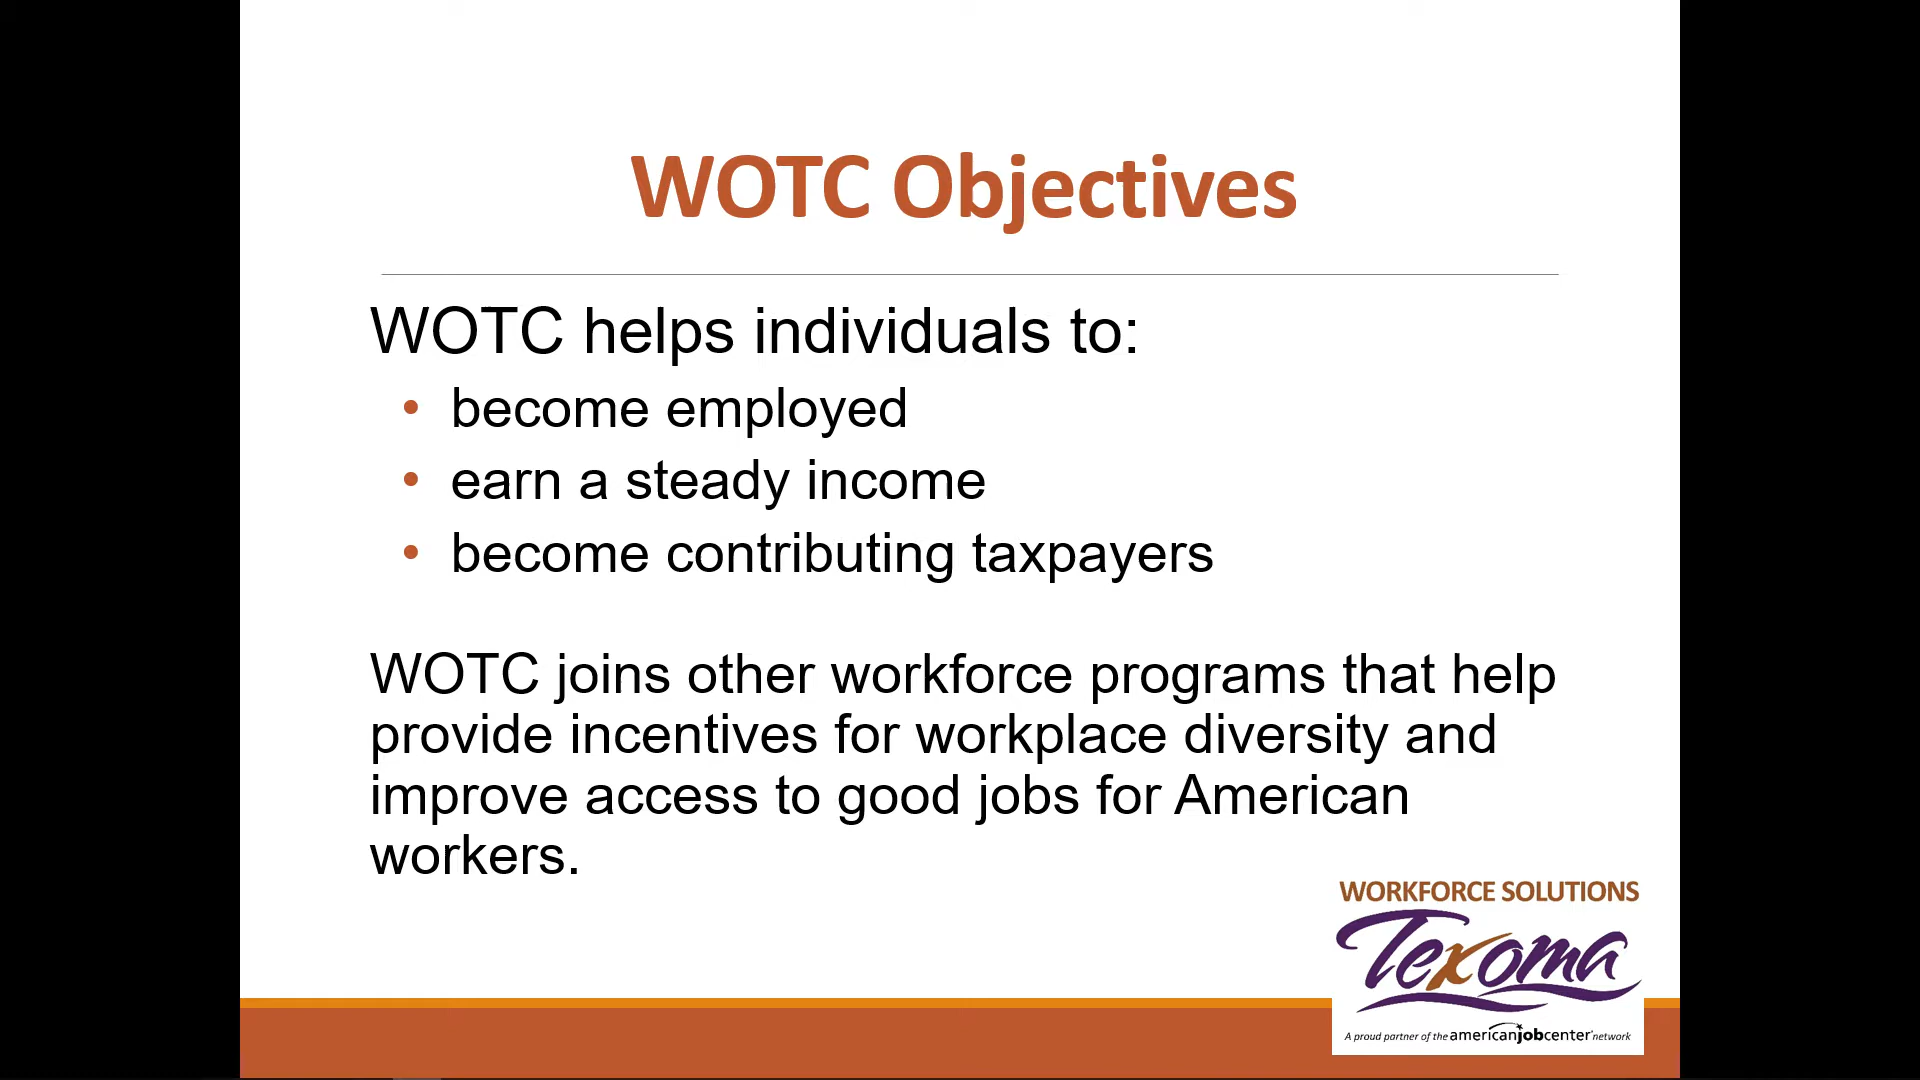 WOTC Objectives
WOTC helps individuals to:
• become employed
• earn a steady income
• become contributing taxpayers
WOTC joins other workforce programs that help
provide incentives for workplace diversity and
improve access to good jobs for American
workers.
WORKFORCE SOLUTIONS
Texoma
A proud partner of the americanjobcenter network